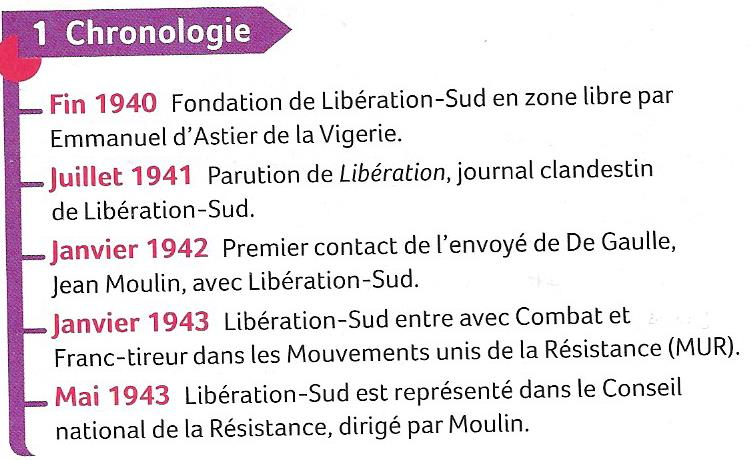 1 Chronologie
Fin 1940 Fondation de Libération-Sud en zone libre par
Emmanuel d'Astier de la Vigerie.
Juillet 1941 Parution de Libération, journal clandestin
de Libération-Sud.
Janvier 1942 Premier contact de l'envoyé de De Gaulle,
Jean Moulin, avec Libération-Sud.
Janvier 1943 Libération-Sud entre avec Combat et
Franc-tireur dans les Mouvements unis de la Résistance (MUR).
Mai 1943 Libération-Sud est représenté dans le Conseil
national de la Résistance, dirigé par Moulin.